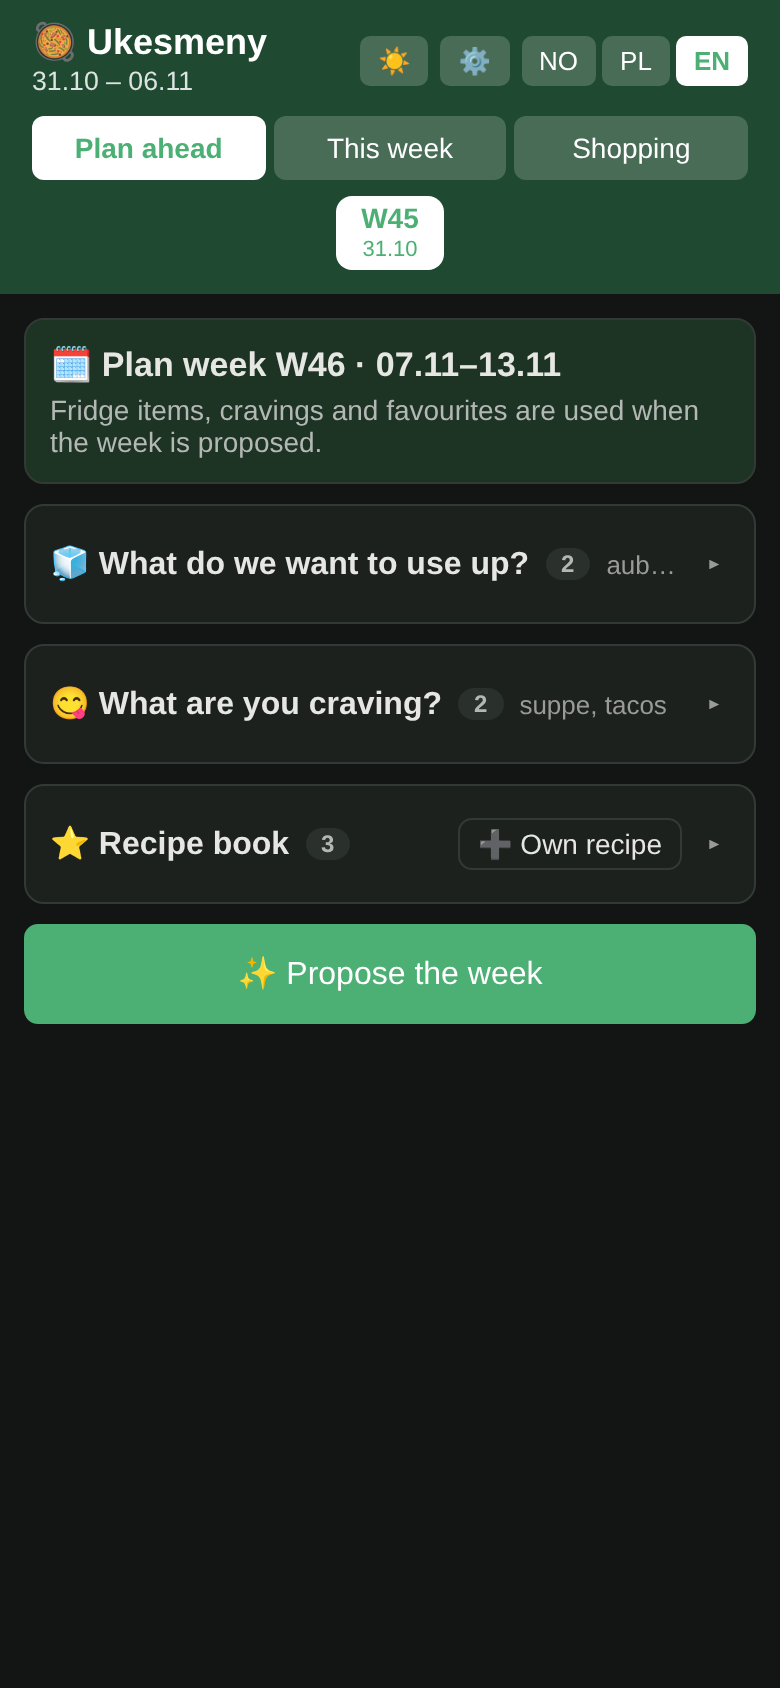 Ukesmeny
31.10 – 06.11
NO PL EN
Plan ahead This week Shopping
W45
31.10
Plan week W46 · 07.11–13.11
Fridge items, cravings and favourites are used when
the week is proposed.
What do we want to use up? 2 aub…
What are you craving? 2 suppe, tacos
Recipe book 3 ➕ Own recipe
✨ Propose the week